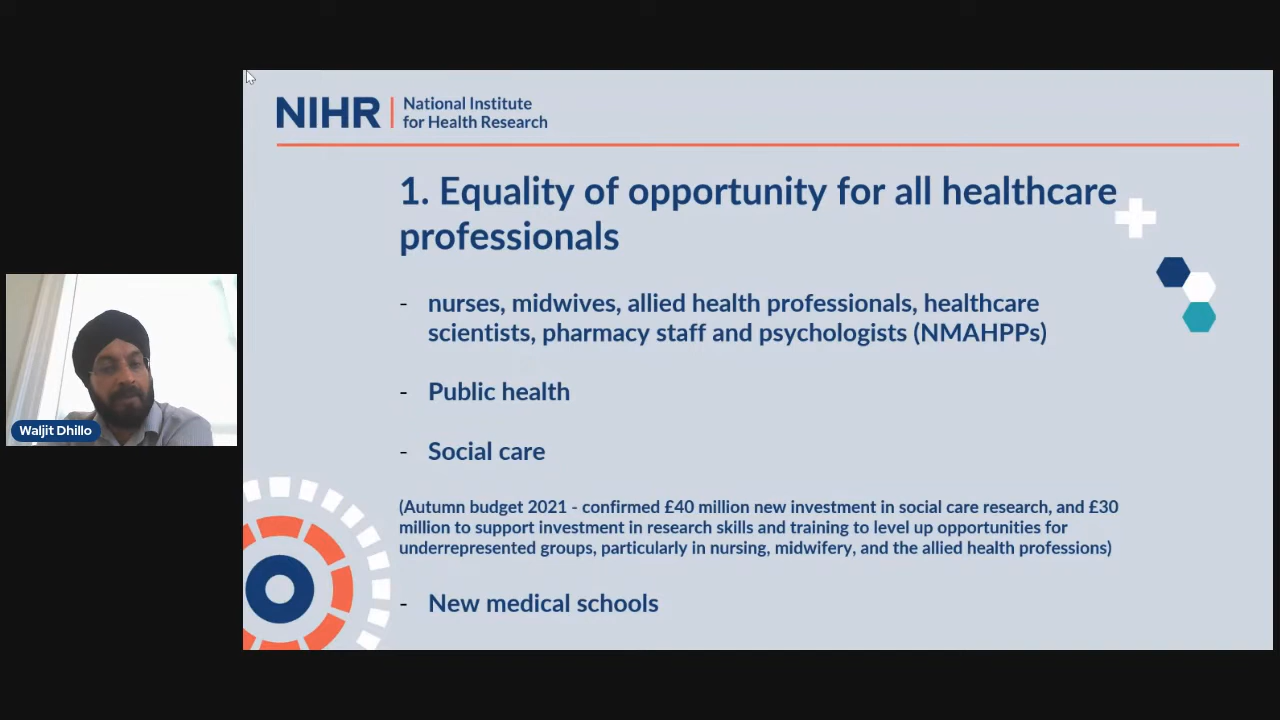 NIHR
National Institute
for Health Research
1. Equality of opportunity for all healthcare
professionals
- nurses, midwives, allied health professionals, healthcare
scientists, pharmacy staff and psychologists (NMAHPPs)
- Public health
- Social care
(Autumn budget 2021 - confirmed £40 million new investment in social care research, and £30
million to support investment in research skills and training to level up opportunities for
underrepresented groups, particularly in nursing, midwifery, and the allied health professions)
- New medical schools
Waljit Dhillo